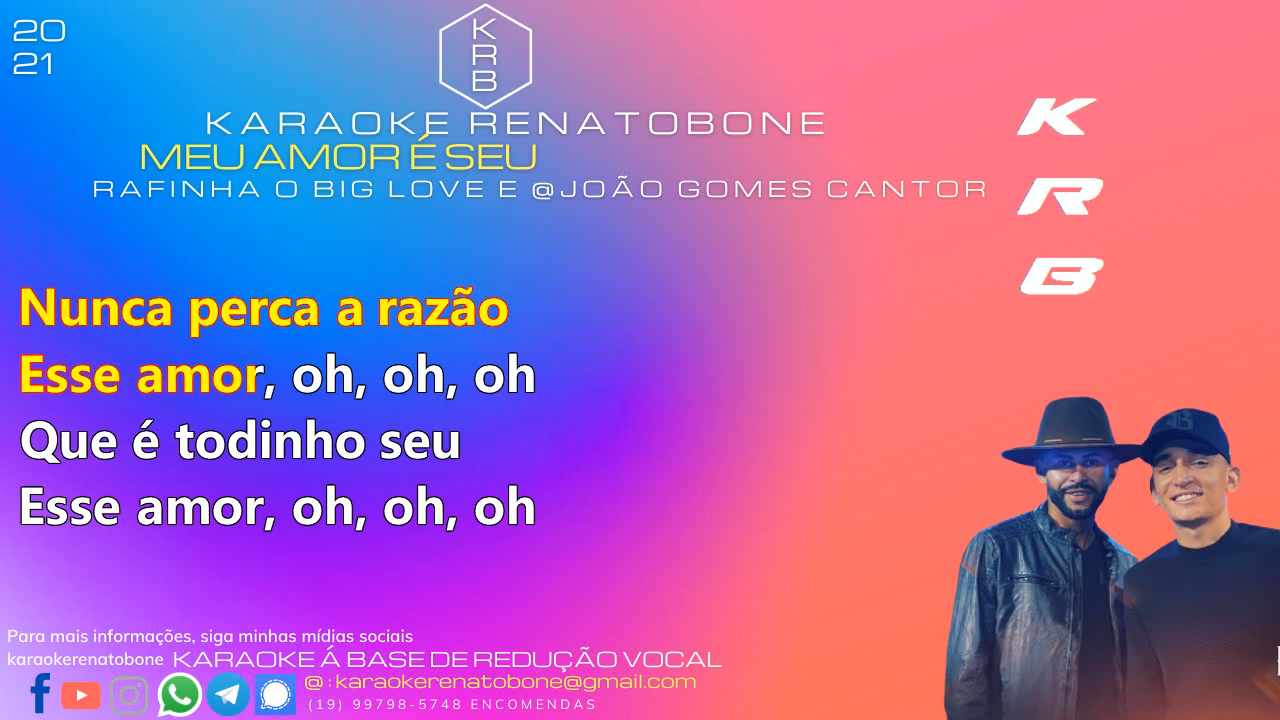 20
21
K
R
B
KARAOKE RENATOBONE
MEU AMOR É SEU
RAFINHA O BIG LOVE E @JOÃO GOMES CANTOR
K
R
B
Nunca perca a razão
Esse amor, oh, oh, oh
Que é todinho seu
Esse amor, oh, oh, oh
Para mais informações, siga minhas mídias sociais
karaokerenatobone
KARAOKE Á BASE DE REDUÇÃO VOCAL
@:karaokerenatobone@gmail.com
(19) 99798-5748 ENCOMENDAS